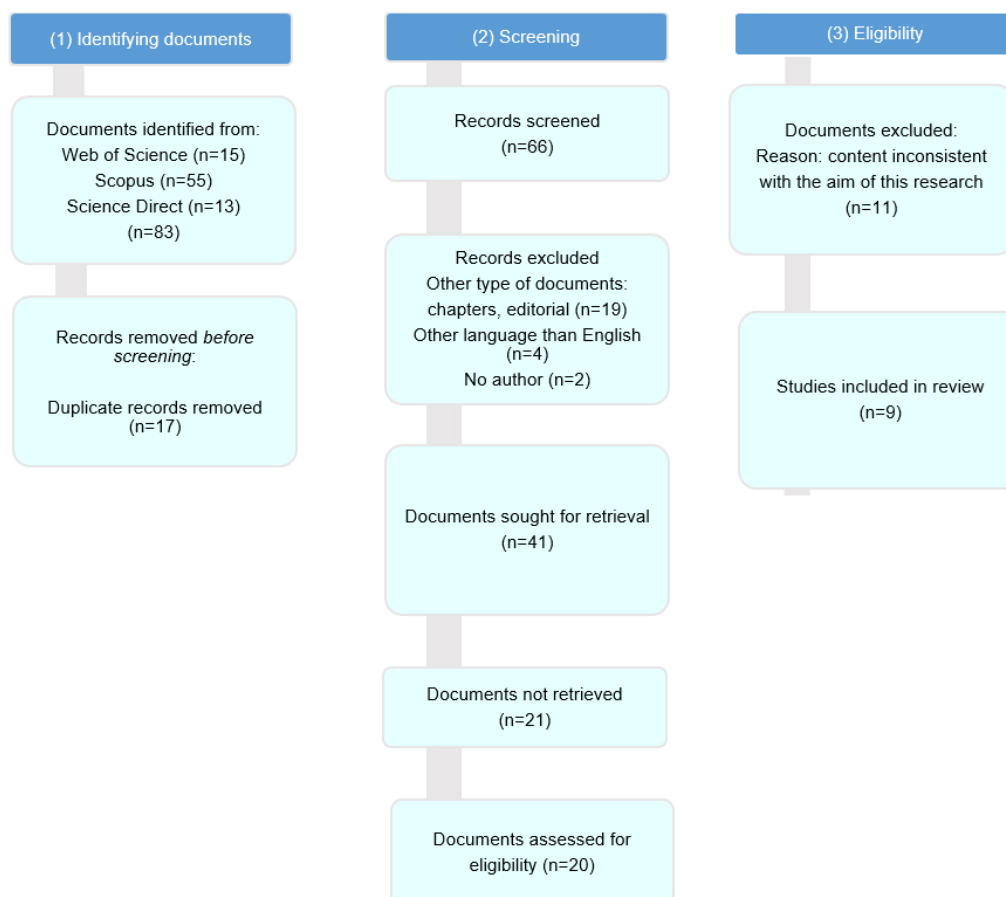 (1) Identifying documents
Documents identified from:
Web of Science (n=15)
Scopus (n=55)
Science Direct (n=13)
(n=83)
Records removed before
screening:
Duplicate records removed
(n=17)
(2) Screening
Records screened
(n=66)
Records excluded
Other type of documents:
chapters, editorial (n=19)
Other language than English
(n=4)
No author (n=2)
Documents sought for retrieval
(n=41)
Documents not retrieved
(n=21)
Documents assessed for
eligibility (n=20)
(3) Eligibility
Documents excluded:
Reason: content inconsistent
with the aim of this research
(n=11)
Studies included in review
(n=9)